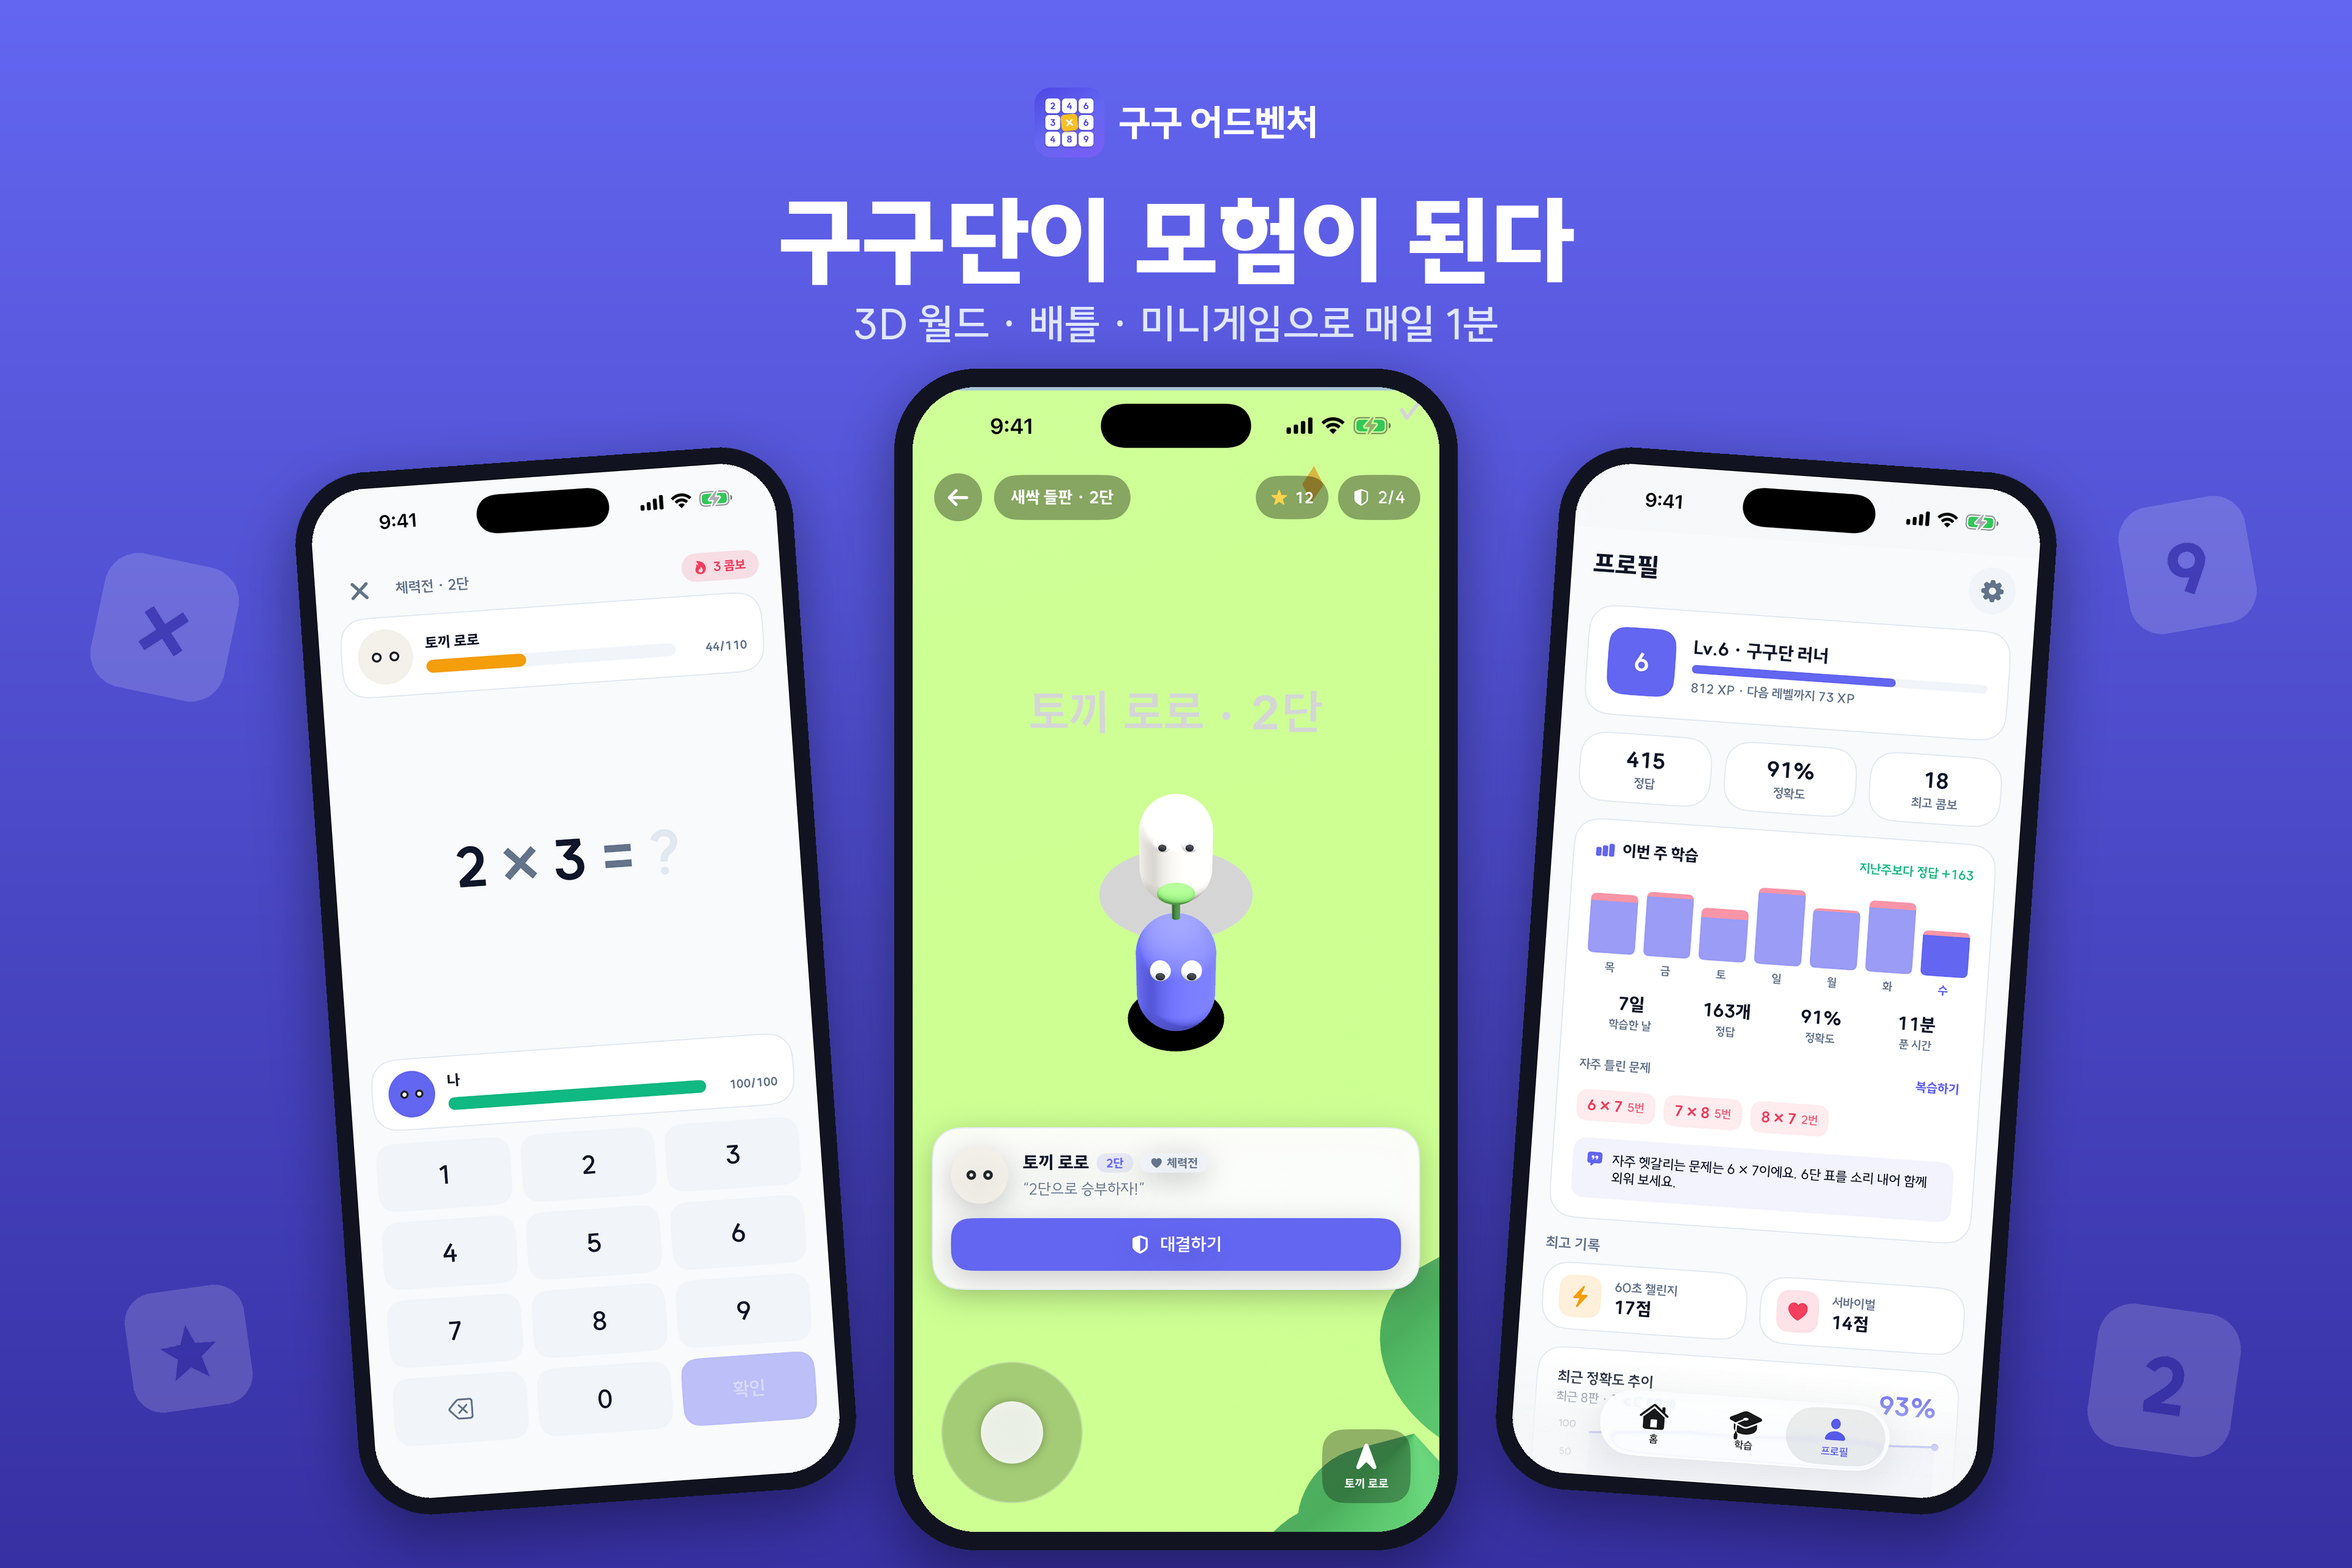 2 4 6
3 × 6
4 8 9
구구 어드벤처
구구단이 모험이 된다
3D 월드 · 배틀 · 미니게임으로 매일 1분
×
9
2
9:41
체력전 · 2단
3 콤보
토끼 로로
44/110
2 × 3 = ?
나
100/100
1 2 3
4 5 6
7 8 9
0 확인
9:41
새싹 들판 · 2단
12
2/4
토끼 로로 · 2단
토끼 로로 2단 체력전
“2단으로 승부하자!”
대결하기
토끼 로로
9:41
프로필
6
Lv.6 · 구구단 러너
812 XP · 다음 레벨까지 73 XP
415 91% 18
정답 정확도 최고 콤보
이번 주 학습
지난주보다 정답 +163
목 금 토 일 월 화 수
7일 163개 91% 11분
학습한 날 정답 정확도 푼 시간
자주 틀린 문제
복습하기
6 × 7 5번 7 × 8 5번 8 × 7 2번
자주 헷갈리는 문제는 6 × 7이에요. 6단 표를 소리 내어 함께
외워 보세요.
최고 기록
60초 챌린지
17점
서바이벌
14점
최근 정확도 추이
최근 8판 ·
93%
100
50
홈 학습 프로필